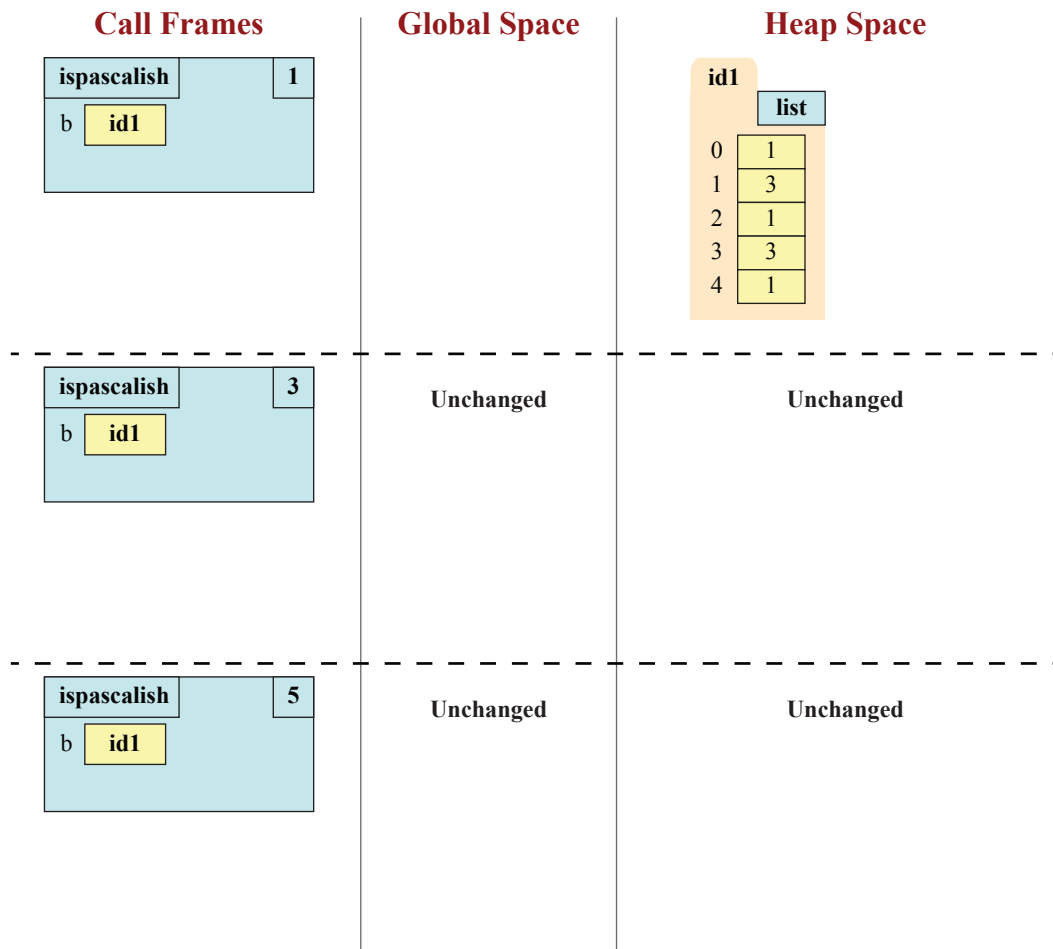 Call Frames Global Space Heap Space
ispascalish 1
b id1
id1
list
0 1
1 3
2 1
3 3
4 1
ispascalish 3
b id1
Unchanged Unchanged
ispascalish 5
b id1
Unchanged Unchanged